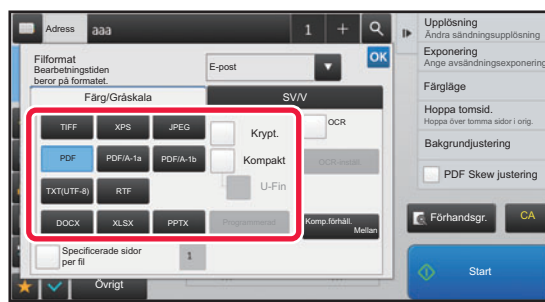 Adress aaa 1 +
Filformat
Bearbetningstiden
beror på formatet.
E-post
OK
Färg/Gråskala SV/V
TIFF XPS JPEG Krypt. OCR
PDF PDF/A-1a PDF/A-1b Kompakt OCR-inställ.
U-Fin
TXT(UTF-8) RTF
DOCX XLSX PPTX Programmerad Komp.förhåll.
Mellan
Specificerade sidor
per fil
1
Övrigt
Upplösning
Ändra sändningsupplösning
Exponering
Ange avsändningsexponering
Färgläge
Hoppa tomsid.
Hoppa över tomma sidor i orig.
Bakgrundjustering
PDF Skew justering
Förhandsgr. CA
Start